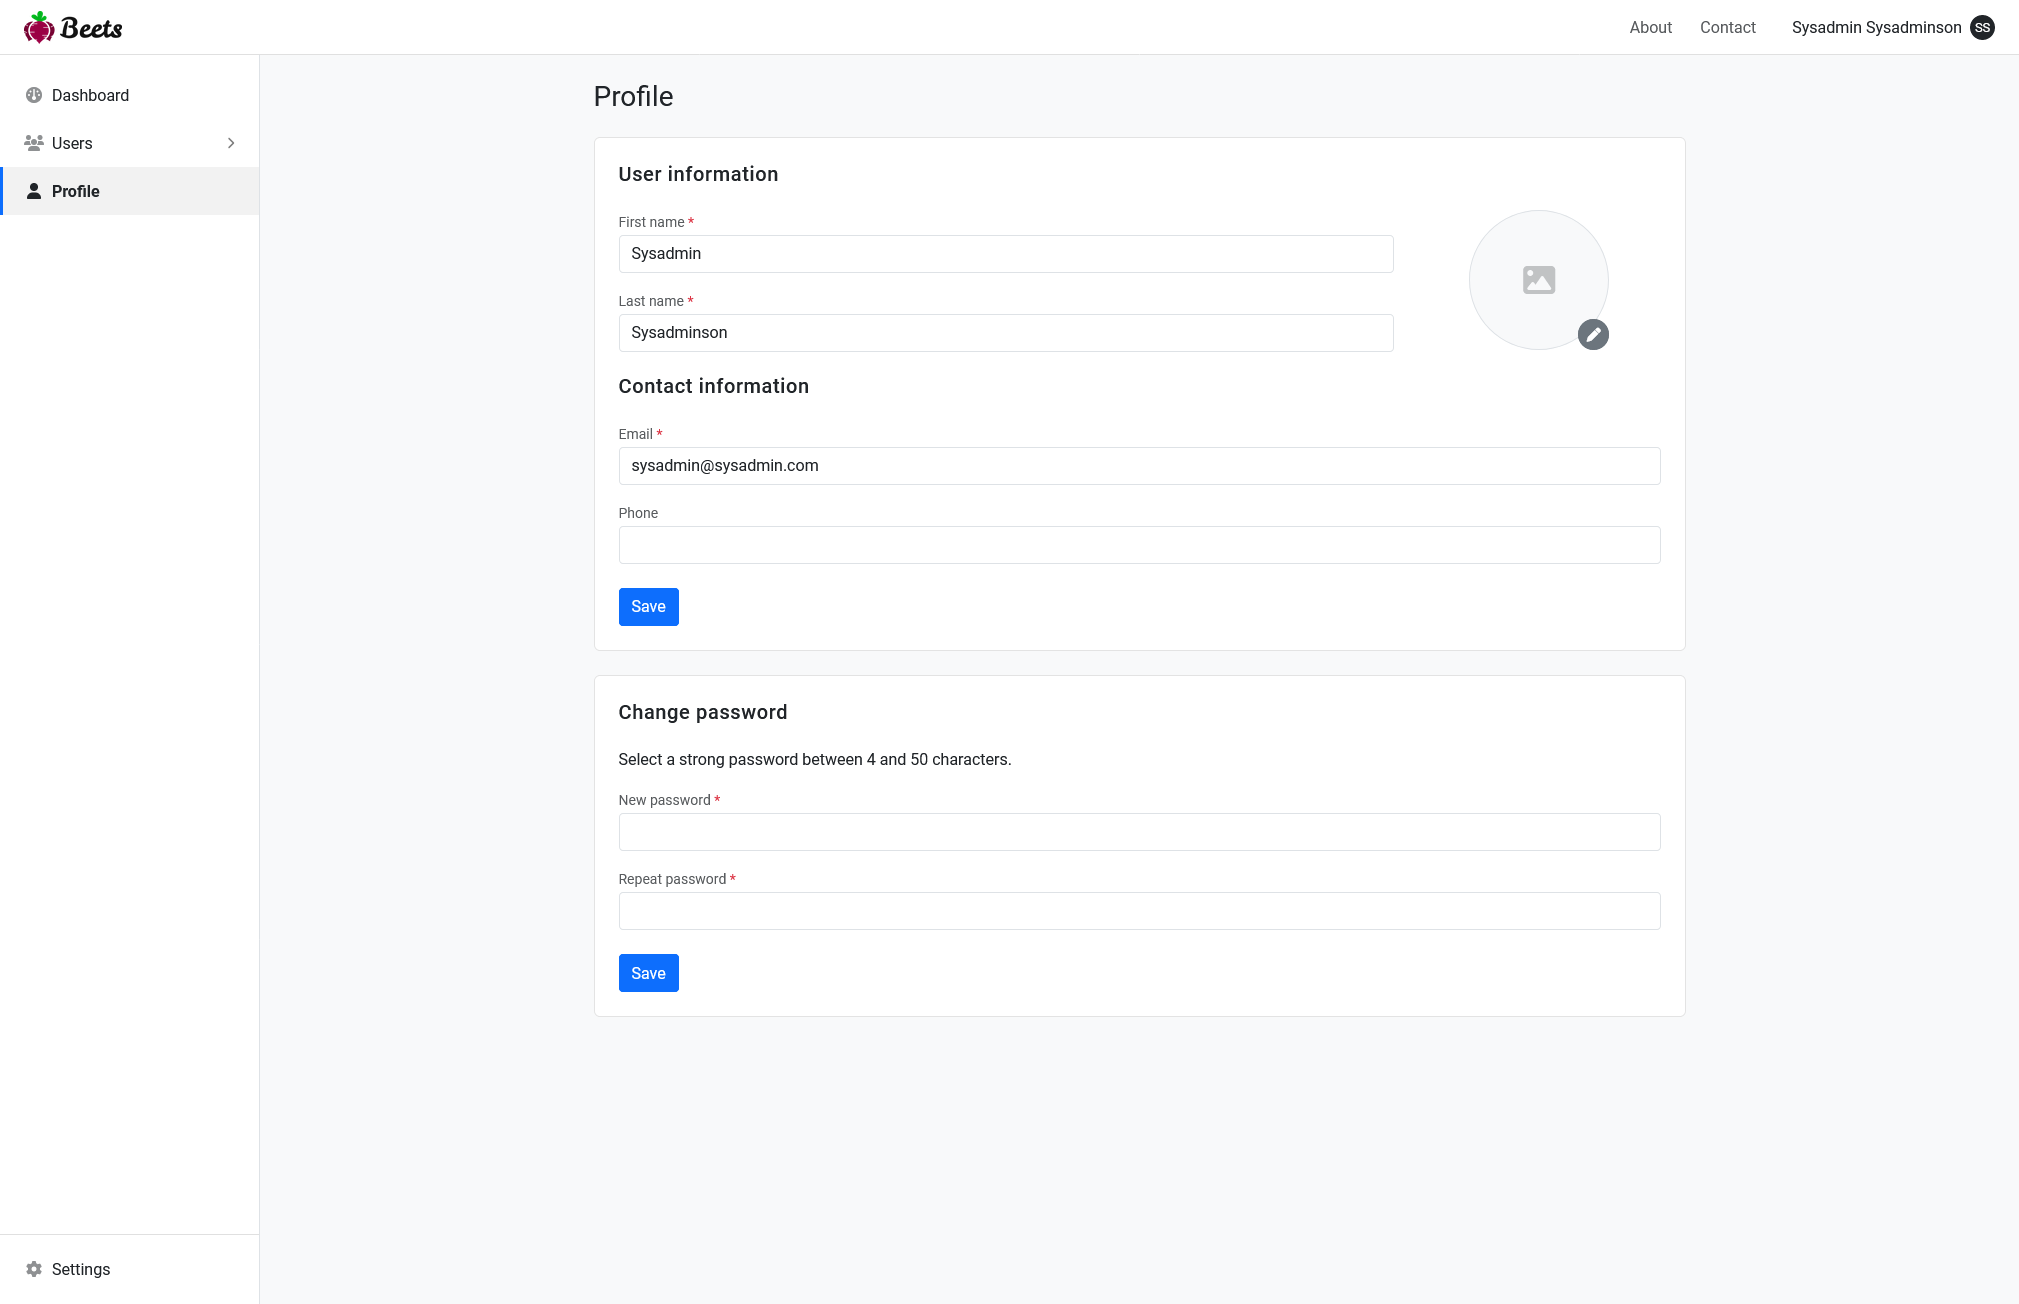 Beets
About Contact Sysadmin Sysadminson SS
Dashboard
Users
Profile
Settings
Profile
User information
First name *
Sysadmin
Last name *
Sysadminson
Contact information
Email *
sysadmin@sysadmin.com
Phone
Save
Change password
Select a strong password between 4 and 50 characters.
New password *
Repeat password *
Save